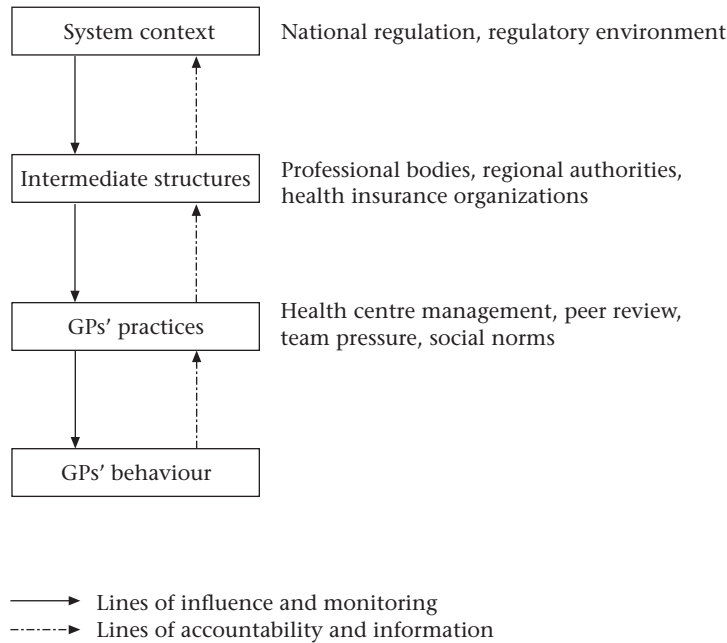 System context
National regulation, regulatory environment
Intermediate structures
Professional bodies, regional authorities,
health insurance organizations
GPs’ practices
Health centre management, peer review,
team pressure, social norms
GPs’ behaviour
Lines of influence and monitoring
Lines of accountability and information